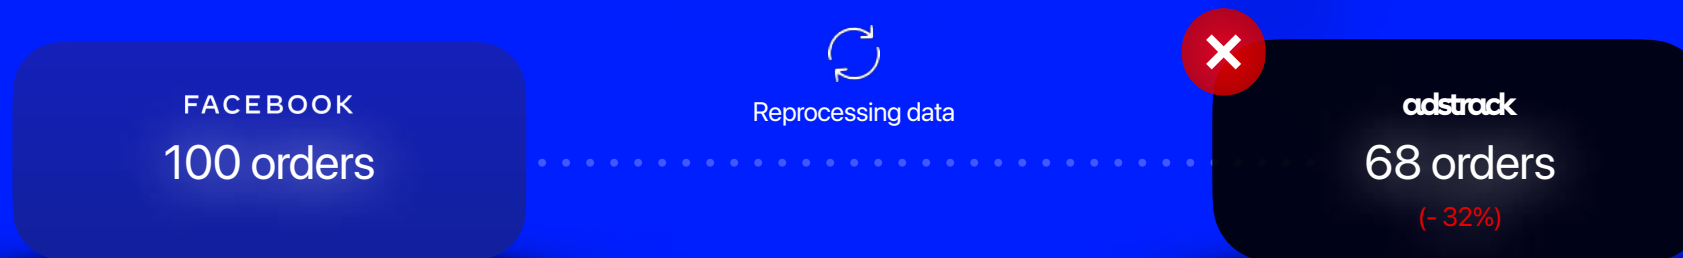 FACEBOOK
100 orders
Reprocessing data
adstrack
68 orders
(- 32%)